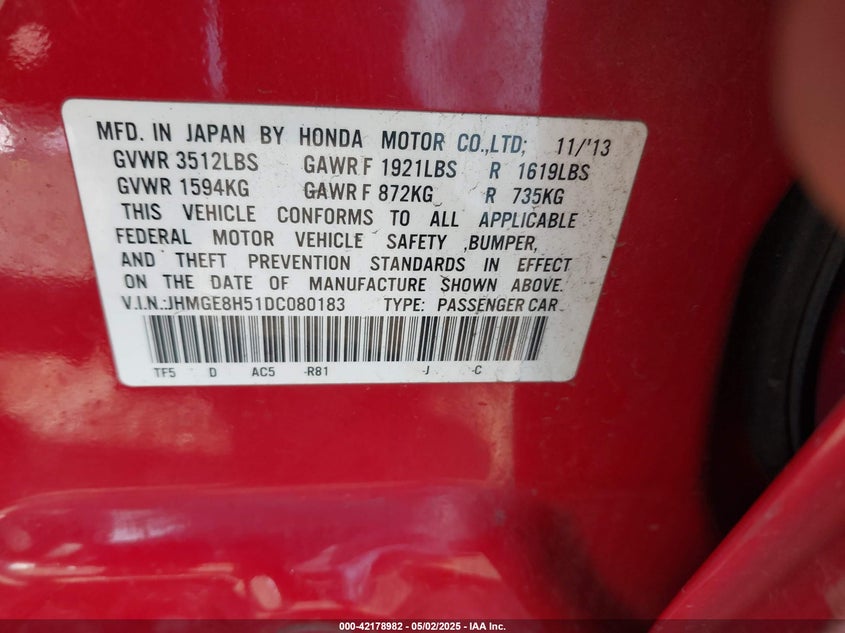 MFD. IN JAPAN BY HONDA MOTOR CO.,LTD; 11/'13
GVWR 3512LBS GAWR F 1921LBS R 1619LBS
GVWR 1594KG GAWR F 872KG R 735KG
THIS VEHICLE CONFORMS TO ALL APPLICABLE
FEDERAL MOTOR VEHICLE SAFETY ,BUMPER,
AND THEFT PREVENTION STANDARDS IN EFFECT
ON THE DATE OF MANUFACTURE SHOWN ABOVE.
V.I.N.:JHMGE8H51DC080183 TYPE: PASSENGER CAR
TF5 D AC5 -R81 -J -C
000-42178982 - 05/02/2025 - IAA Inc.